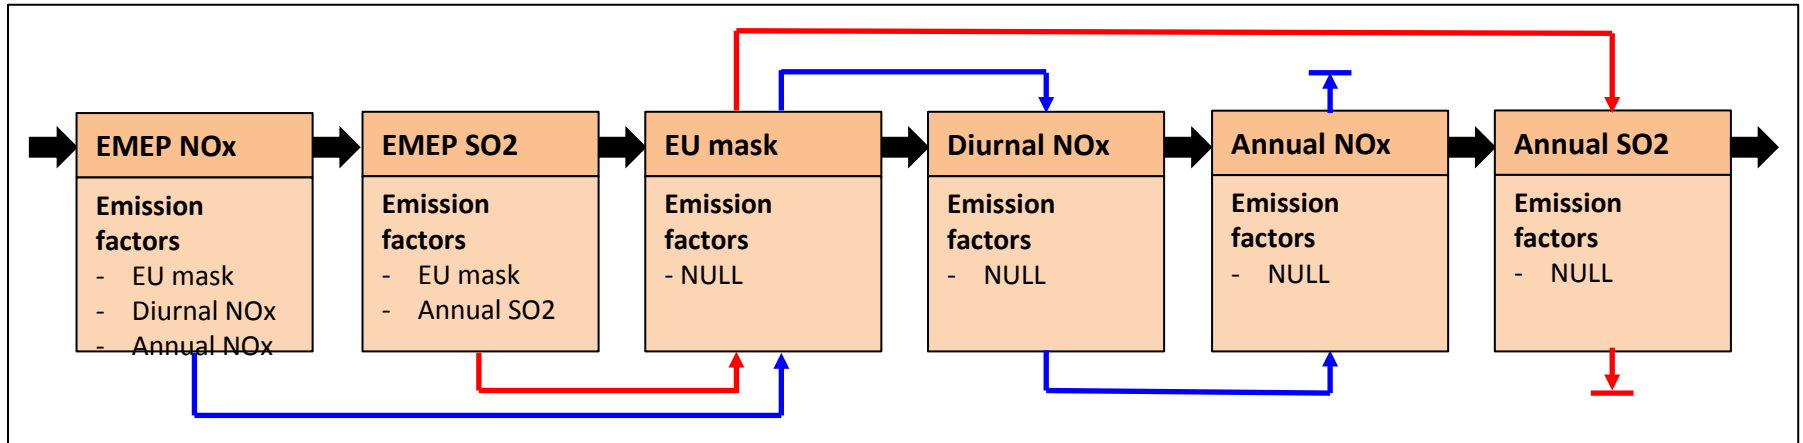 EMEP NOx
Emission
factors
- EU mask
- Diurnal NOx
- Annual NOx
EMEP SO2
Emission
factors
- EU mask
- Annual SO2
EU mask
Emission
factors
- NULL
Diurnal NOx
Emission
factors
- NULL
Annual NOx
Emission
factors
- NULL
Annual SO2
Emission
factors
- NULL